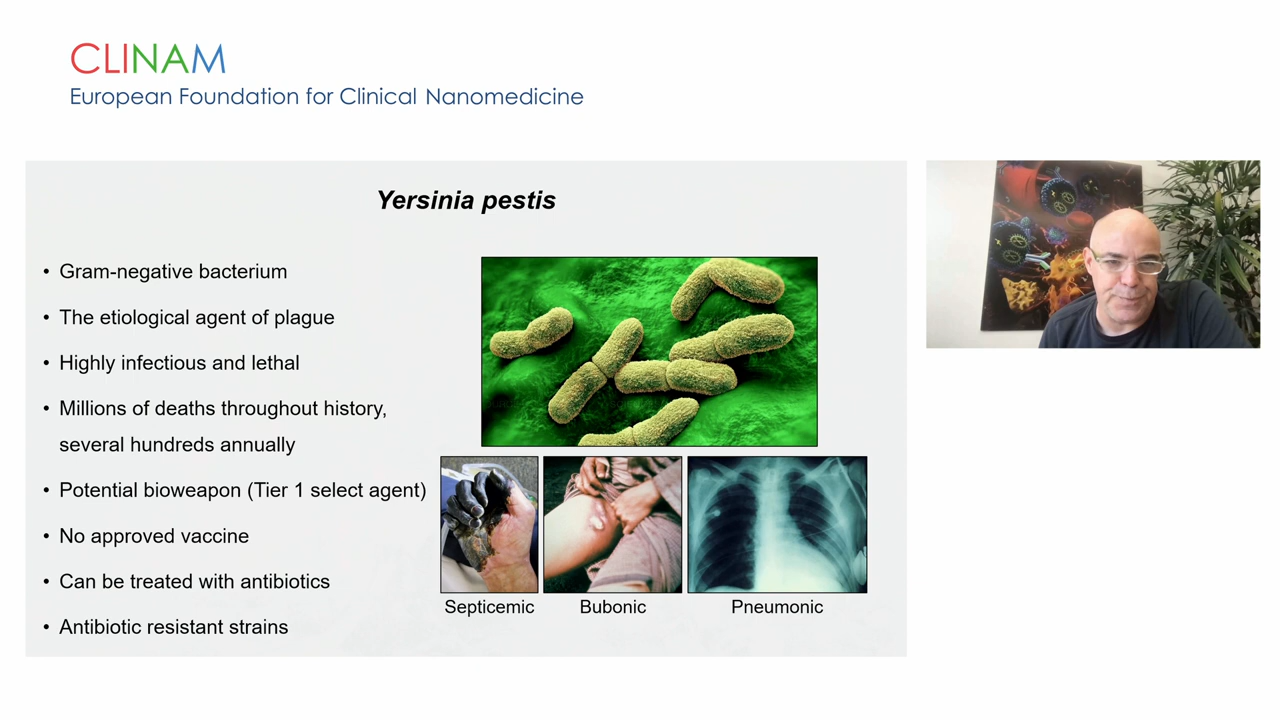 CLINAM
European Foundation for Clinical Nanomedicine
Yersinia pestis
• Gram-negative bacterium
• The etiological agent of plague
• Highly infectious and lethal
• Millions of deaths throughout history,
several hundreds annually
• Potential bioweapon (Tier 1 select agent)
• No approved vaccine
• Can be treated with antibiotics
• Antibiotic resistant strains
Septicemic
Bubonic
Pneumonic